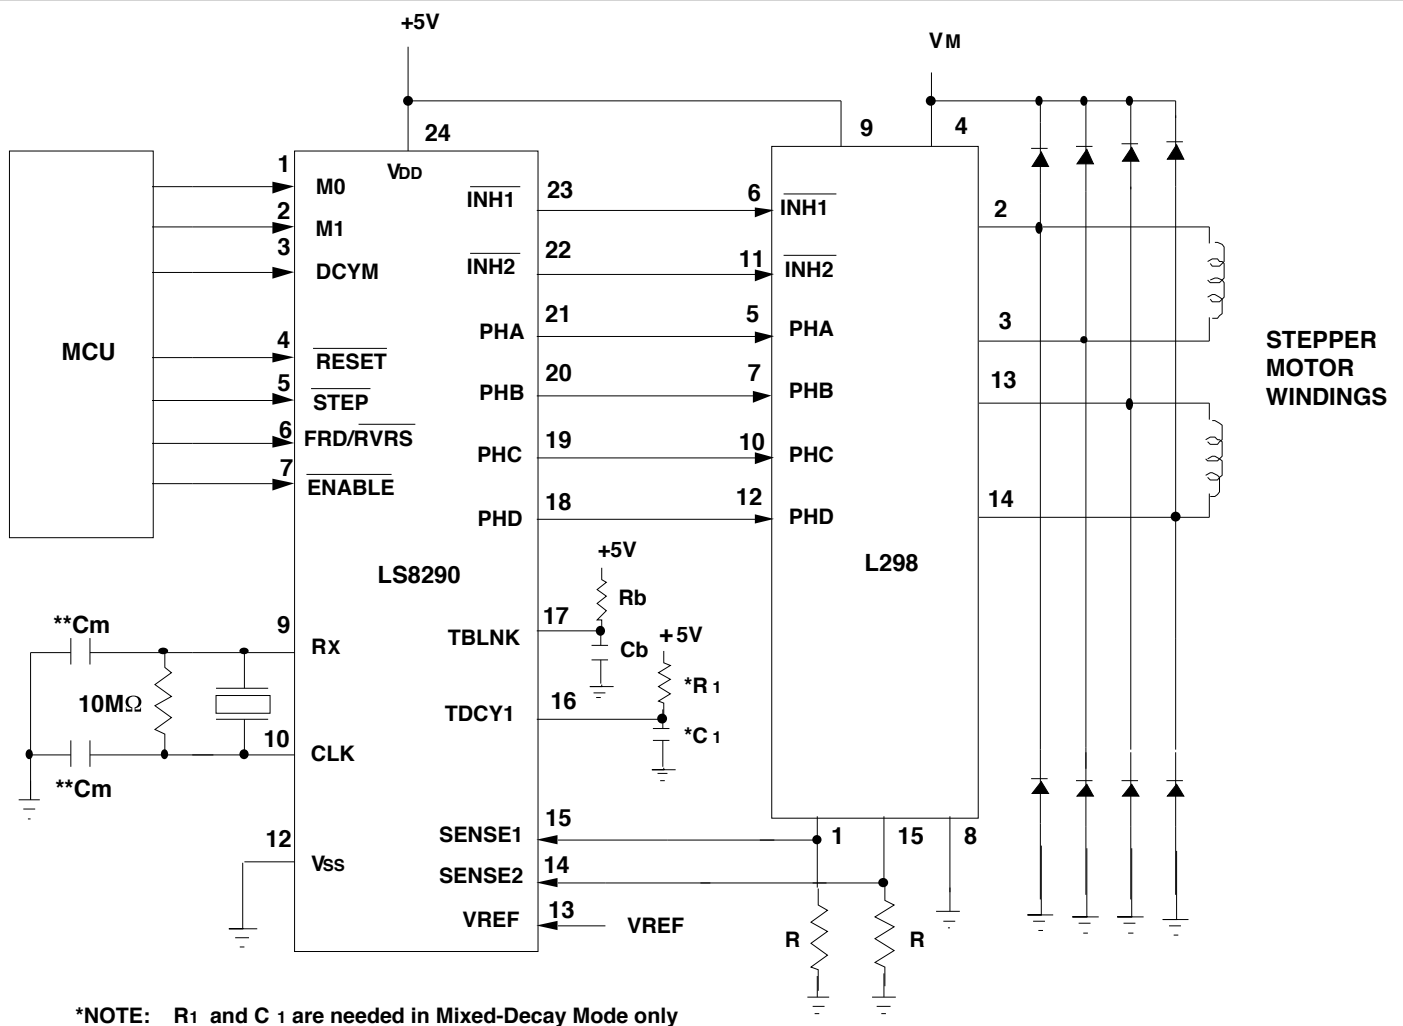 +5V
VM
24
9
4
1
VDD
M0
INH1
23
6
INH1
2
M1
2
3
22
11
DCYM
INH2
INH2
21
5
3
PHA
PHA
MCU
4
RESET
20
7
13
PHB
PHB
5
STEP
19
10
6
FRD/RVRS
PHC
PHC
7
ENABLE
18
12
14
PHD
PHD
STEPPER
MOTOR
WINDINGS
+5V
L298
LS8290
Rb
**Cm
9
17
+5V
Rx
TBLNK
Cb
*R1
10MΩ
16
TDCY1
*C1
10
CLK
**Cm
15
12
SENSE1
1
15
8
VSS
14
SENSE2
13
VREF
VREF
R
R
*NOTE: R1 and C1 are needed in Mixed-Decay Mode only